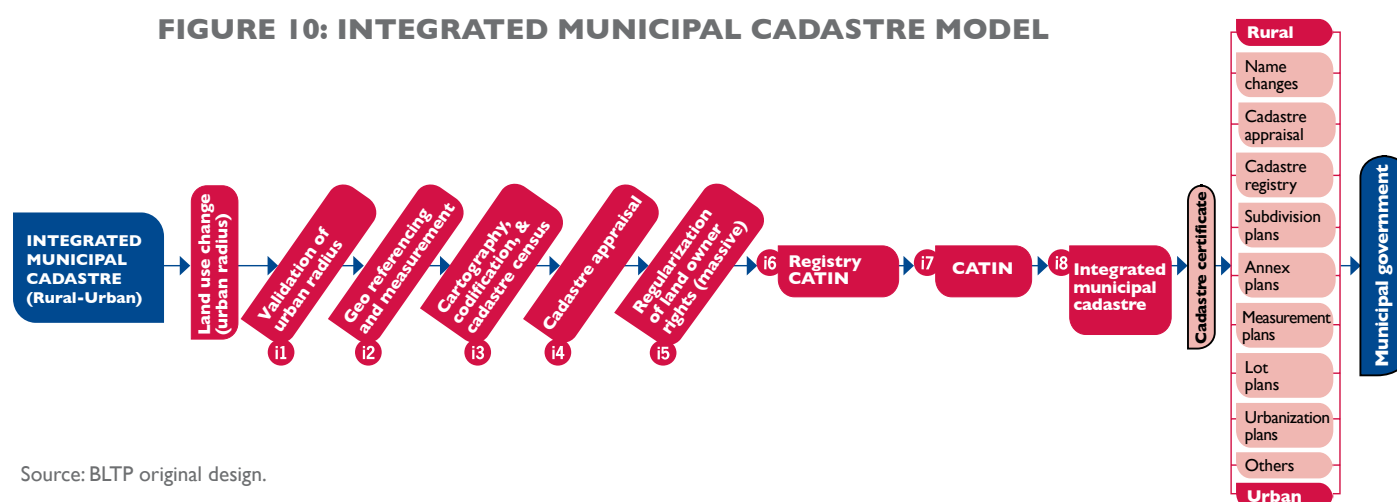 FIGURE 10: INTEGRATED MUNICIPAL CADASTRE MODEL
INTEGRATED
MUNICIPAL
CADASTRE
(Rural-Urban)
Land use change
(urban radius)
Validation of
urban radius
i1
Geo referencing
and measurement
i2
Cartography,
codification, &
cadastre census
i3
Cadastre appraisal
i4
Regularization
of land owner
rights (massive)
i5
i6
Registry
CATIN
i7
CATIN
i8
Integrated
municipal
cadastre
Cadastre certificate
Rural
Name
changes
Cadastre
appraisal
Cadastre
registry
Subdivision
plans
Annex
plans
Measurement
plans
Lot
plans
Urbanization
plans
Others
Urban
Municipal government
Source: BLTP original design.